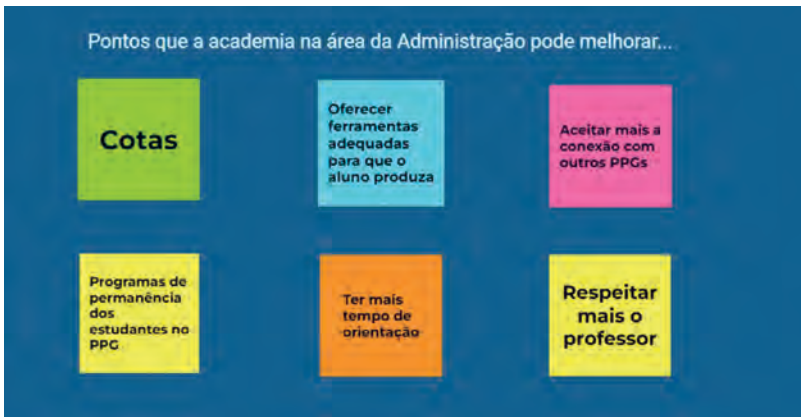 Pontos que a academia na área da Administração pode melhorar...
Cotas
Oferecer
ferramentas
adequadas
para que o
aluno produza
Aceitar mais a
conexão com
outros PPGs
Programas de
permanência
dos
estudantes no
PPG
Ter mais
tempo de
orientação
Respeitar
mais o
professor